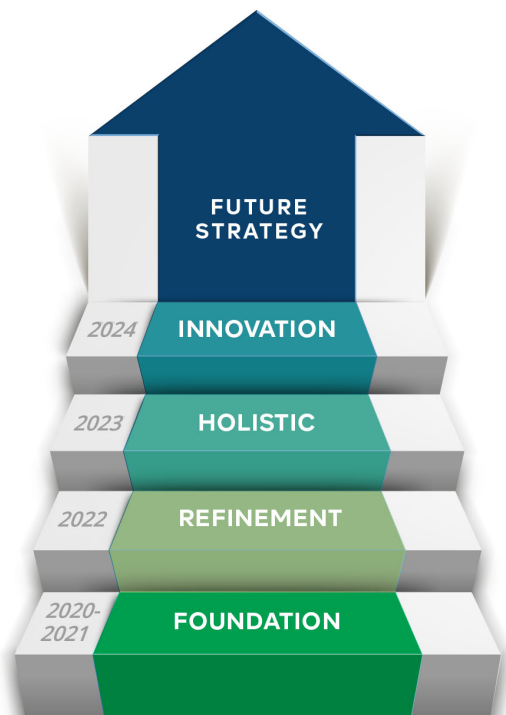 FUTURE
STRATEGY
2024 INNOVATION
2023 HOLISTIC
2022 REFINEMENT
2020-
2021 FOUNDATION